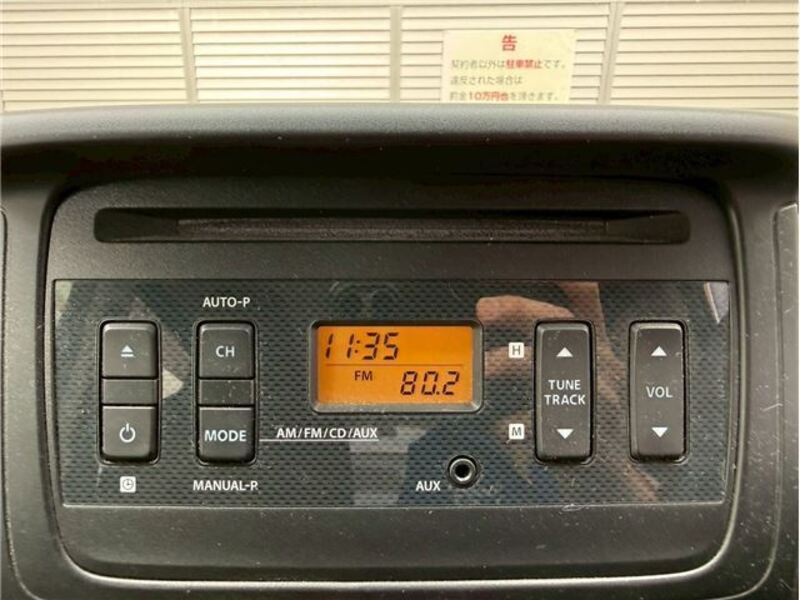 告
契約者以外は駐車禁止です。
違反された場合は
罰金10万円也を頂きます。
AUTO-P
CH
11:35
FM
80.2
H
TUNE
TRACK
VOL
MODE
AM/FM/CD/AUX
M
MANUAL-P.
AUX